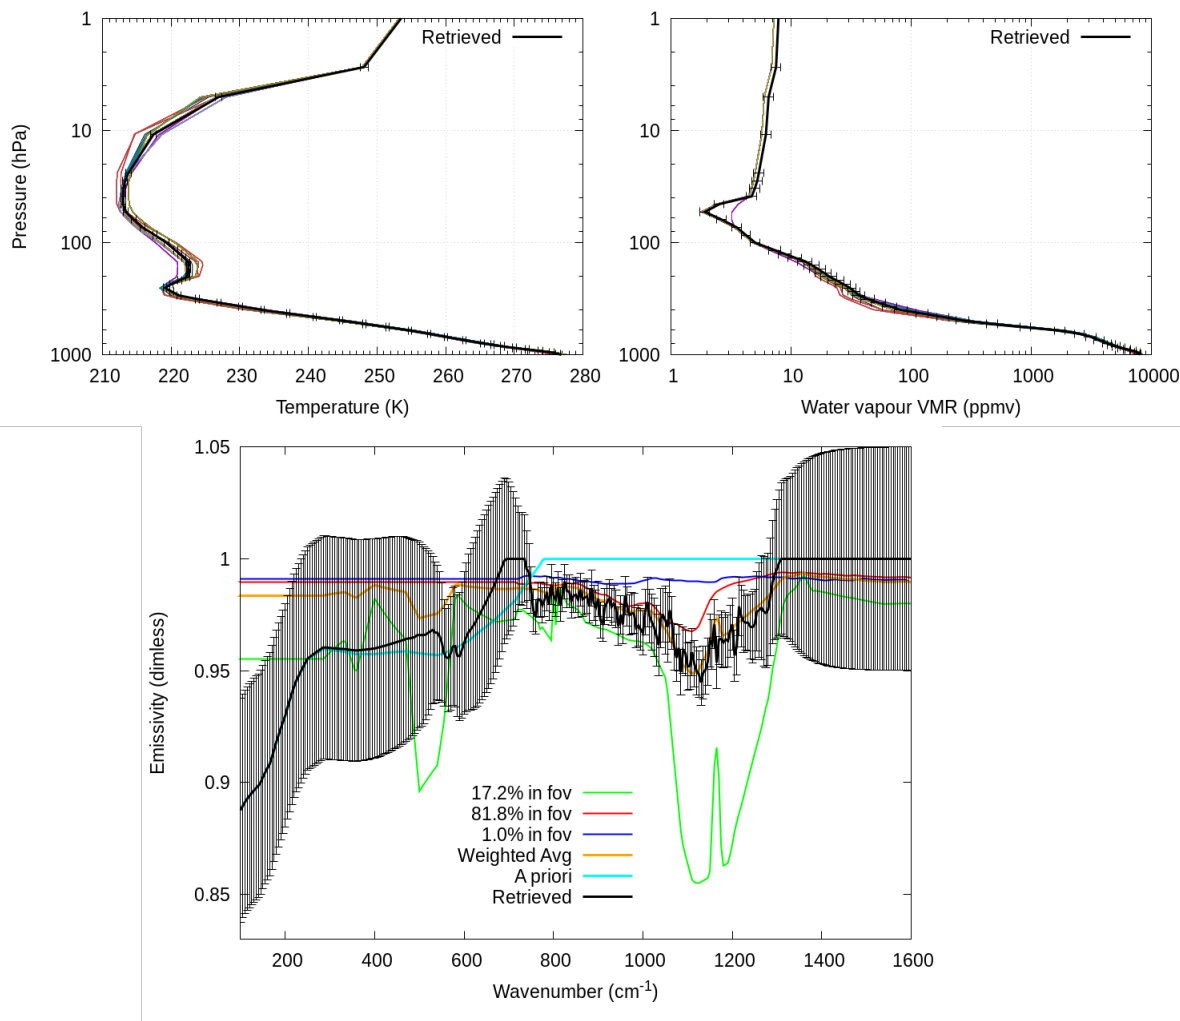 1
10
100
1000
Pressure (hPa)
210 220 230 240 250 260 270 280
Temperature (K)
Retrieved
1
10
100
1000
1 10 100 1000 10000
Water vapour VMR (ppmv)
Retrieved
1.05
1
0.95
0.9
0.85
Emissivity (dimless)
17.2% in fov
81.8% in fov
1.0% in fov
Weighted Avg
A priori
Retrieved
200 400 600 800 1000 1200 1400 1600
Wavenumber (cm⁻¹)